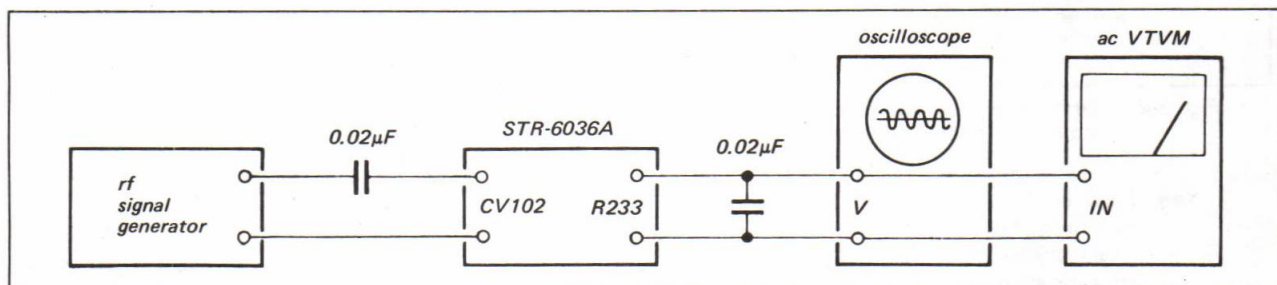 oscilloscope
ac VTVM
0.02µF
STR-6036A
0.02µF
rf
signal
generator
CV102
R233
V
IN